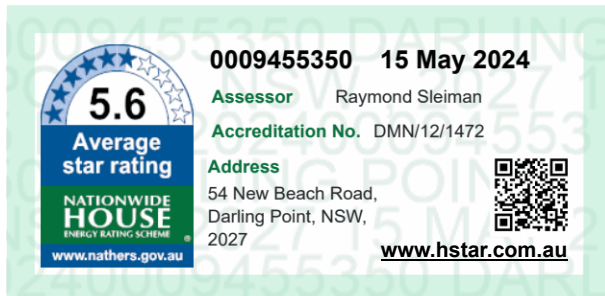 0009455350 15 May 2024
5.6
Average
star rating
NATIONWIDE
HOUSE
ENERGY RATING SCHEME ®
www.nathers.gov.au
Assessor Raymond Sleiman
Accreditation No. DMN/12/1472
Address
54 New Beach Road,
Darling Point, NSW,
2027
www.hstar.com.au